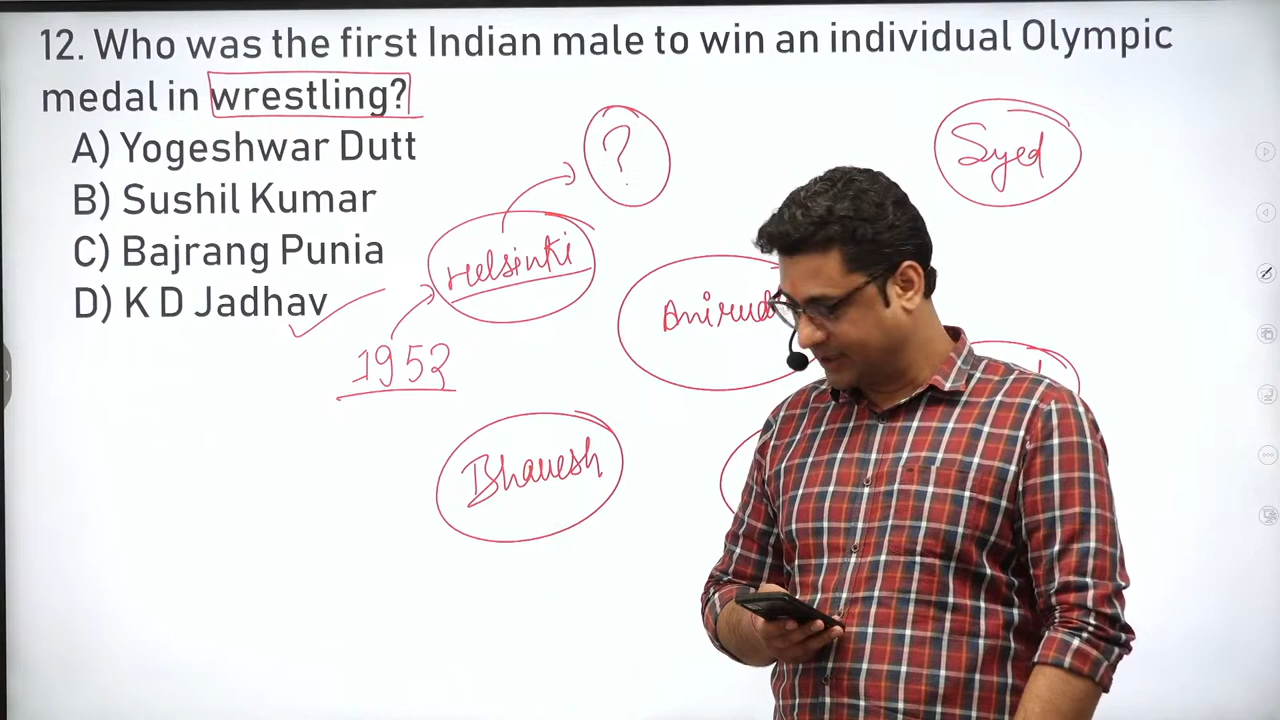 12. Who was the first Indian male to win an individual Olympic
medal in wrestling?
A) Yogeshwar Dutt
B) Sushil Kumar
C) Bajrang Punia
D) K D Jadhav
?
Syed
Helsinki
1952
Bhavesh